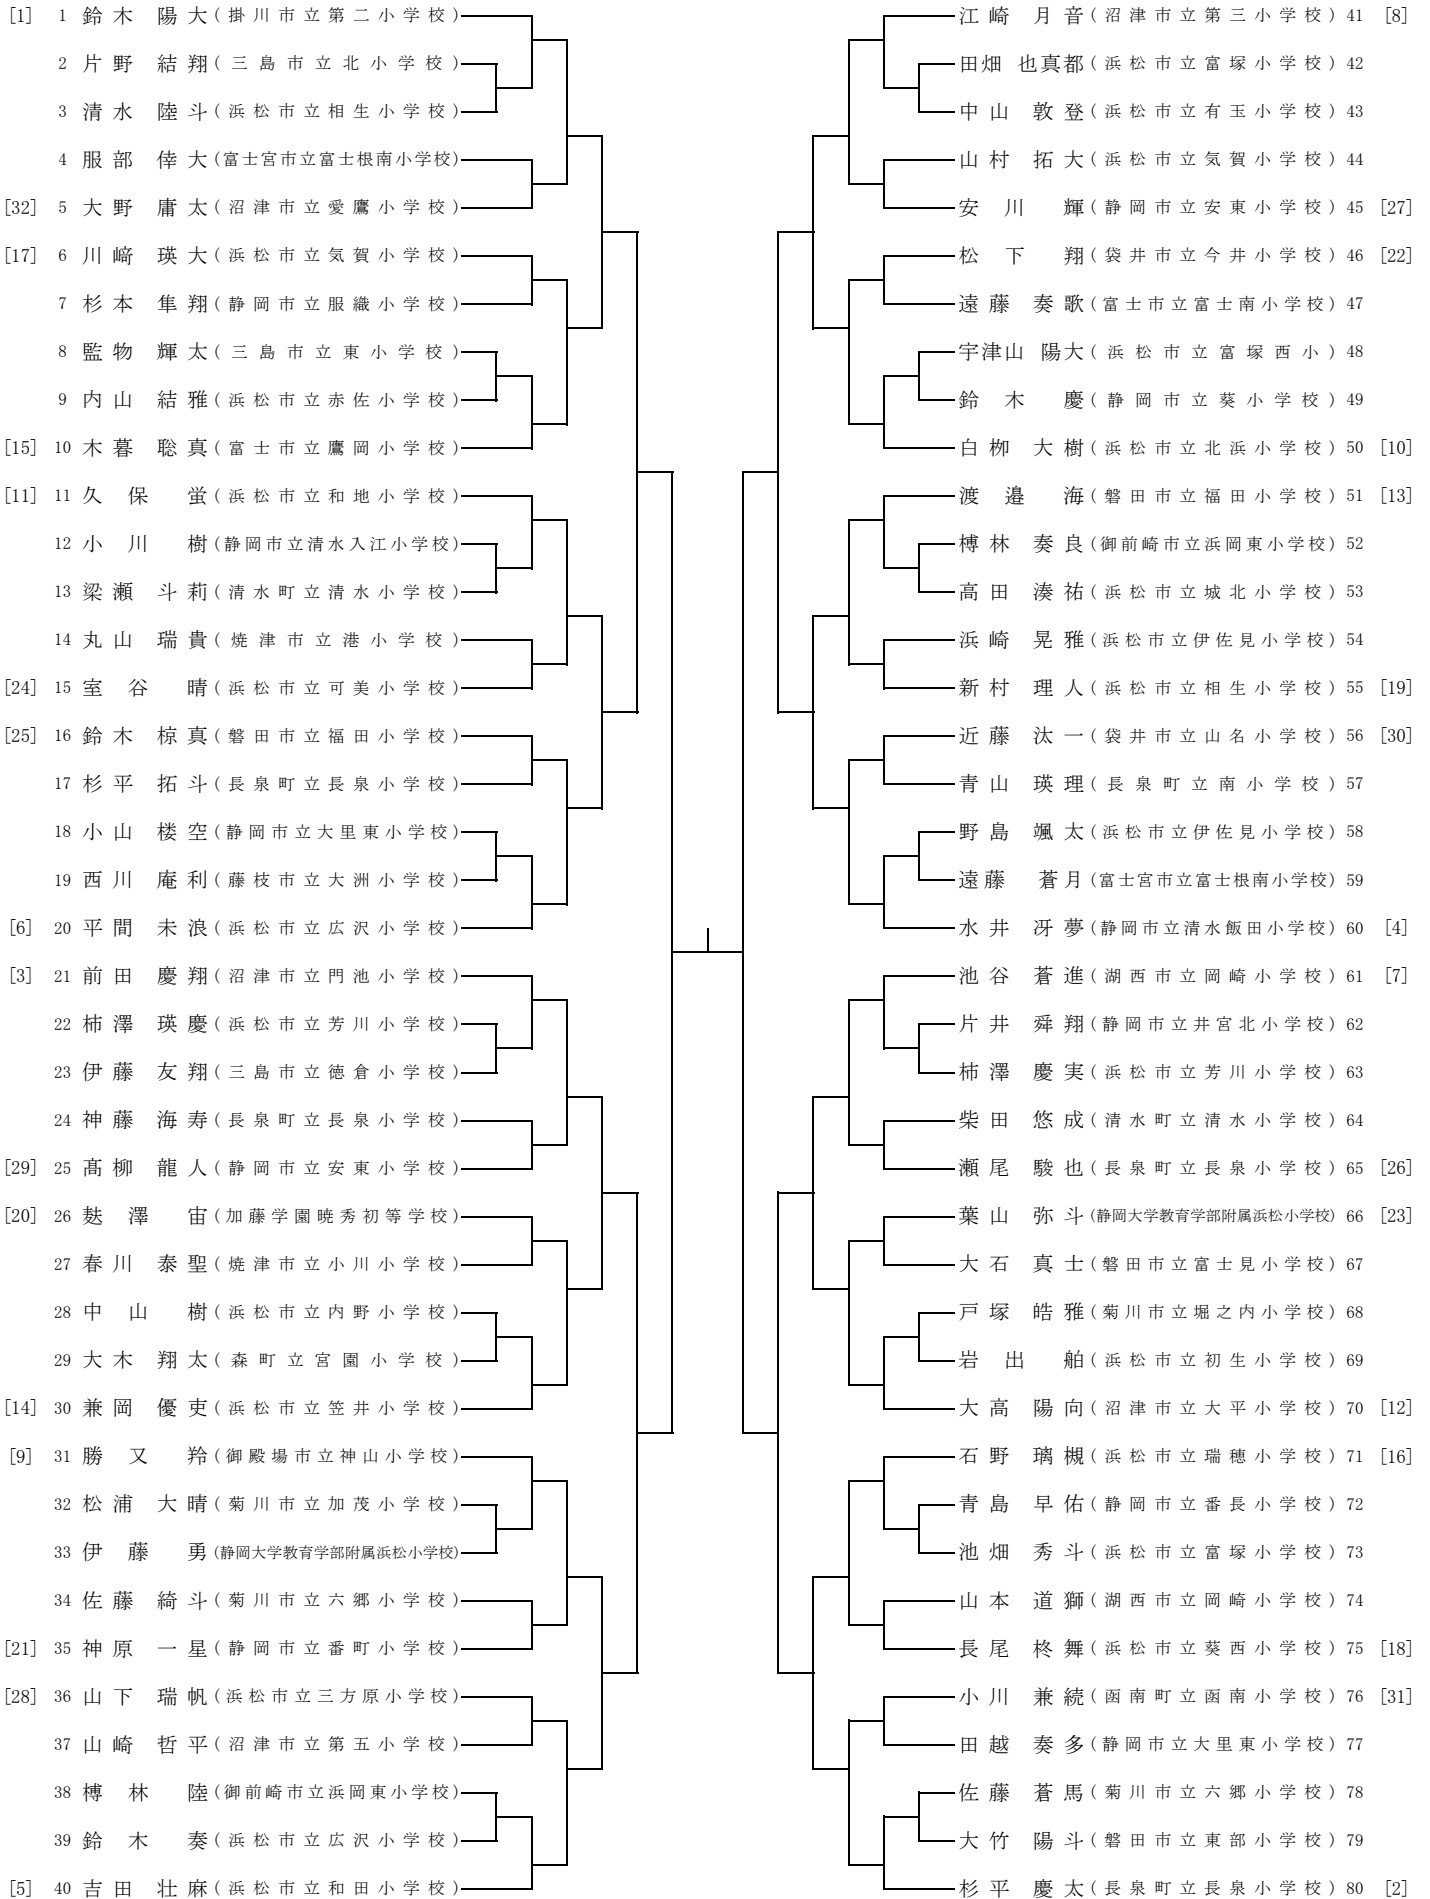 [1] 1 鈴木 陽大 (掛川市立第二小学校)
2 片野 結翔 (三島市立北小学校)
3 清水 陸斗 (浜松市立相生小学校)
4 服部 倖大 (富士宮市立富士根南小学校)
[32] 5 大野 庸太 (沼津市立愛鷹小学校)
[17] 6 川﨑 瑛大 (浜松市立気賀小学校)
7 杉本 隼翔 (静岡市立服織小学校)
8 監物 輝太 (三島市立東小学校)
9 内山 結雅 (浜松市立赤佐小学校)
[15] 10 木暮 聡真 (富士市立鷹岡小学校)
[11] 11 久保 蛍 (浜松市立和地小学校)
12 小川 樹 (静岡市立清水入江小学校)
13 梁瀬 斗莉 (清水町立清水小学校)
14 丸山 瑞貴 (焼津市立港小学校)
[24] 15 室谷 晴 (浜松市立可美小学校)
[25] 16 鈴木 椋真 (磐田市立福田小学校)
17 杉平 拓斗 (長泉町立長泉小学校)
18 小山 楼空 (静岡市立大里東小学校)
19 西川 庵利 (藤枝市立大洲小学校)
[6] 20 平間 未浪 (浜松市立広沢小学校)
[3] 21 前田 慶翔 (沼津市立門池小学校)
22 柿澤 瑛慶 (浜松市立芳川小学校)
23 伊藤 友翔 (三島市立徳倉小学校)
24 神藤 海寿 (長泉町立長泉小学校)
[29] 25 髙柳 龍人 (静岡市立安東小学校)
[20] 26 麸澤 宙 (加藤学園暁秀初等学校)
27 春川 泰聖 (焼津市立小川小学校)
28 中山 樹 (浜松市立内野小学校)
29 大木 翔太 (森町立宮園小学校)
[14] 30 兼岡 優吏 (浜松市立笠井小学校)
[9] 31 勝又 羚 (御殿場市立神山小学校)
32 松浦 大晴 (菊川市立加茂小学校)
33 伊藤 勇 (静岡大学教育学部附属浜松小学校)
34 佐藤 綺斗 (菊川市立六郷小学校)
[21] 35 神原 一星 (静岡市立番町小学校)
[28] 36 山下 瑞帆 (浜松市立三方原小学校)
37 山崎 哲平 (沼津市立第五小学校)
38 榑林 陸 (御前崎市立浜岡東小学校)
39 鈴木 奏 (浜松市立広沢小学校)
[5] 40 吉田 壮麻 (浜松市立和田小学校)
江崎 月音 (沼津市立第三小学校) 41 [8]
田畑 也真都 (浜松市立富塚小学校) 42
中山 敦登 (浜松市立有玉小学校) 43
山村 拓大 (浜松市立気賀小学校) 44
安川 輝 (静岡市立安東小学校) 45 [27]
松下 翔 (袋井市立今井小学校) 46 [22]
遠藤 奏歌 (富士市立富士南小学校) 47
宇津山 陽大 (浜松市立富塚西小) 48
鈴木 慶 (静岡市立葵小学校) 49
白栁 大樹 (浜松市立北浜小学校) 50 [10]
渡邉 海 (磐田市立福田小学校) 51 [13]
榑林 奏良 (御前崎市立浜岡東小学校) 52
高田 湊祐 (浜松市立城北小学校) 53
浜崎 晃雅 (浜松市立伊佐見小学校) 54
新村 理人 (浜松市立相生小学校) 55 [19]
近藤 汰一 (袋井市立山名小学校) 56 [30]
青山 瑛理 (長泉町立南小学校) 57
野島 颯太 (浜松市立伊佐見小学校) 58
遠藤 蒼月 (富士宮市立富士根南小学校) 59
水井 冴夢 (静岡市立清水飯田小学校) 60 [4]
池谷 蒼進 (湖西市立岡崎小学校) 61 [7]
片井 舜翔 (静岡市立井宮北小学校) 62
柿澤 慶実 (浜松市立芳川小学校) 63
柴田 悠成 (清水町立清水小学校) 64
瀬尾 駿也 (長泉町立長泉小学校) 65 [26]
葉山 弥斗 (静岡大学教育学部附属浜松小学校) 66 [23]
大石 真士 (磐田市立富士見小学校) 67
戸塚 皓雅 (菊川市立堀之内小学校) 68
岩出 舶 (浜松市立初生小学校) 69
大高 陽向 (沼津市立大平小学校) 70 [12]
石野 璃槻 (浜松市立瑞穂小学校) 71 [16]
青島 早佑 (静岡市立番長小学校) 72
池畑 秀斗 (浜松市立富塚小学校) 73
山本 道獅 (湖西市立岡崎小学校) 74
長尾 柊舞 (浜松市立葵西小学校) 75 [18]
小川 兼続 (函南町立函南小学校) 76 [31]
田越 奏多 (静岡市立大里東小学校) 77
佐藤 蒼馬 (菊川市立六郷小学校) 78
大竹 陽斗 (磐田市立東部小学校) 79
杉平 慶太 (長泉町立長泉小学校) 80 [2]